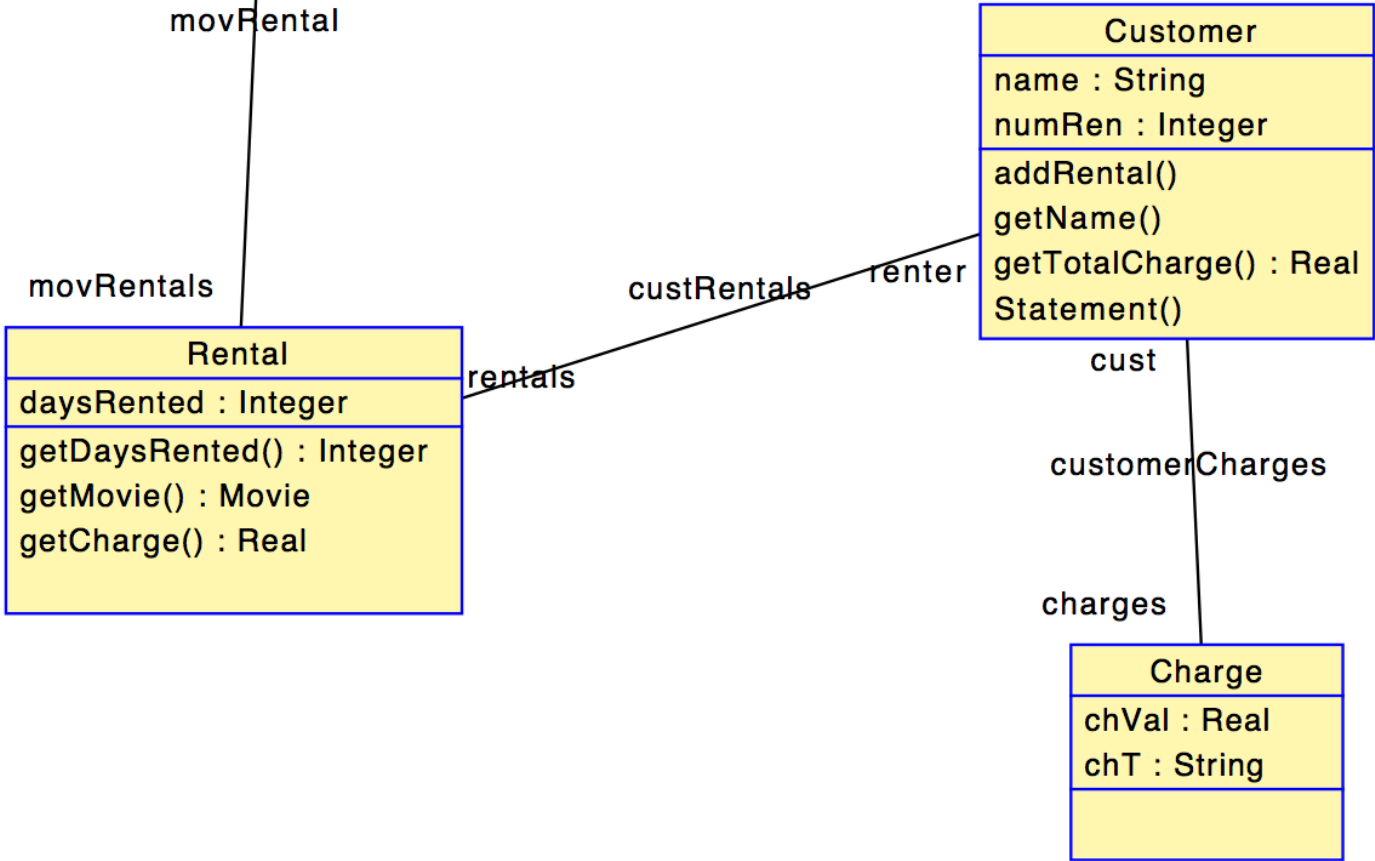 movRental
Customer
name : String
numRen : Integer
addRental()
getName()
getTotalCharge() : Real
Statement()
movRentals
custRentals
renter
Rental
daysRented : Integer
getDaysRented() : Integer
getMovie() : Movie
getCharge() : Real
rentals
cust
customerCharges
charges
Charge
chVal : Real
chT : String